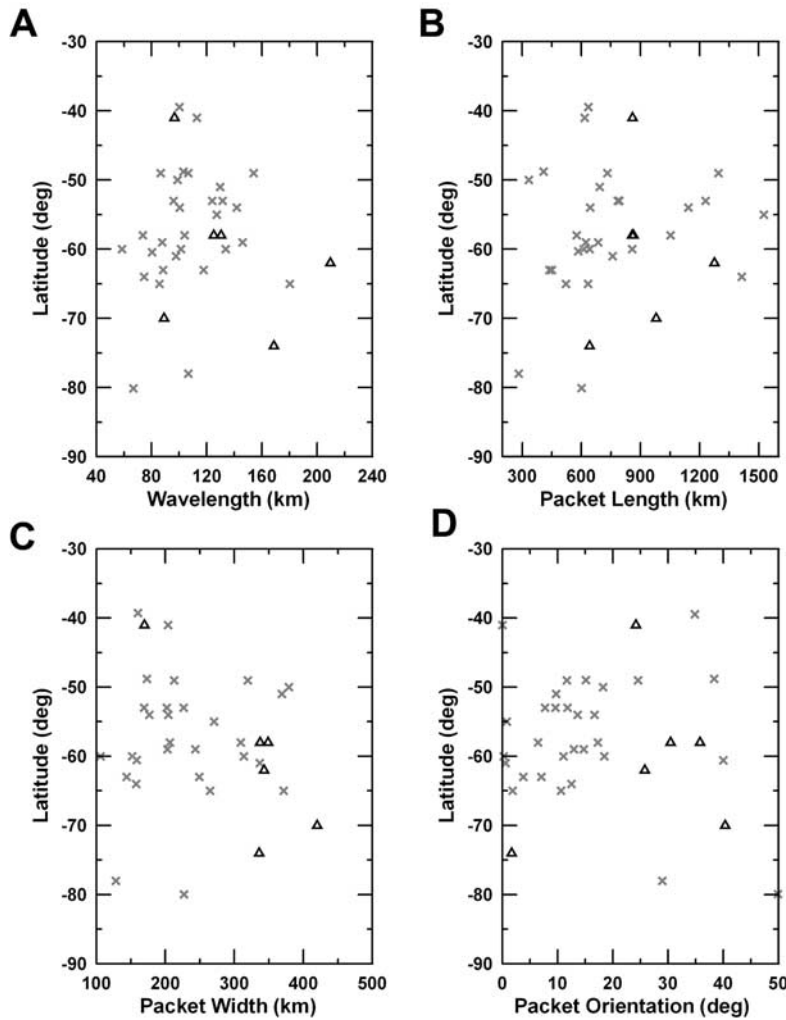 A
B
-30
-40
-50
-60
-70
-80
-90
Latitude (deg)
40 80 120 160 200 240
Wavelength (km)
-30
-40
-50
-60
-70
-80
-90
Latitude (deg)
300 600 900 1200 1500
Packet Length (km)
C
D
-30
-40
-50
-60
-70
-80
-90
Latitude (deg)
100 200 300 400 500
Packet Width (km)
-30
-40
-50
-60
-70
-80
-90
Latitude (deg)
0 10 20 30 40 50
Packet Orientation (deg)